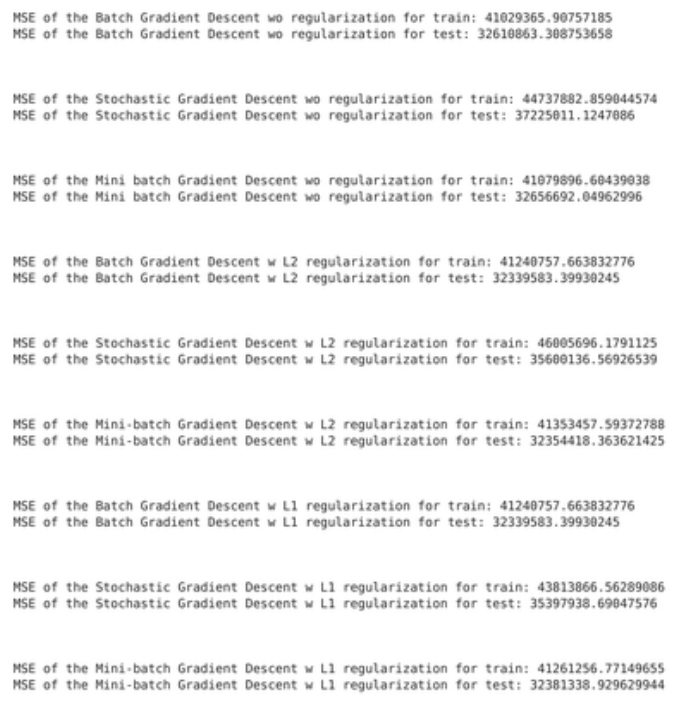 MSE of the Batch Gradient Descent wo regularization for train: 41029365.90757185
MSE of the Batch Gradient Descent wo regularization for test: 32610863.308753658
MSE of the Stochastic Gradient Descent wo regularization for train: 44737882.859044574
MSE of the Stochastic Gradient Descent wo regularization for test: 37225011.1247086
MSE of the Mini batch Gradient Descent wo regularization for train: 41079896.60439038
MSE of the Mini batch Gradient Descent wo regularization for test: 32656692.04962996
MSE of the Batch Gradient Descent w L2 regularization for train: 41240757.663832776
MSE of the Batch Gradient Descent w L2 regularization for test: 32339583.39930245
MSE of the Stochastic Gradient Descent w L2 regularization for train: 46005696.1791125
MSE of the Stochastic Gradient Descent w L2 regularization for test: 35600136.56926539
MSE of the Mini-batch Gradient Descent w L2 regularization for train: 41353457.59372788
MSE of the Mini-batch Gradient Descent w L2 regularization for test: 32354418.363621425
MSE of the Batch Gradient Descent w L1 regularization for train: 41240757.663832776
MSE of the Batch Gradient Descent w L1 regularization for test: 32339583.39930245
MSE of the Stochastic Gradient Descent w L1 regularization for train: 43813866.56289086
MSE of the Stochastic Gradient Descent w L1 regularization for test: 35397938.69047576
MSE of the Mini-batch Gradient Descent w L1 regularization for train: 41261256.77149655
MSE of the Mini-batch Gradient Descent w L1 regularization for test: 32381338.929629944